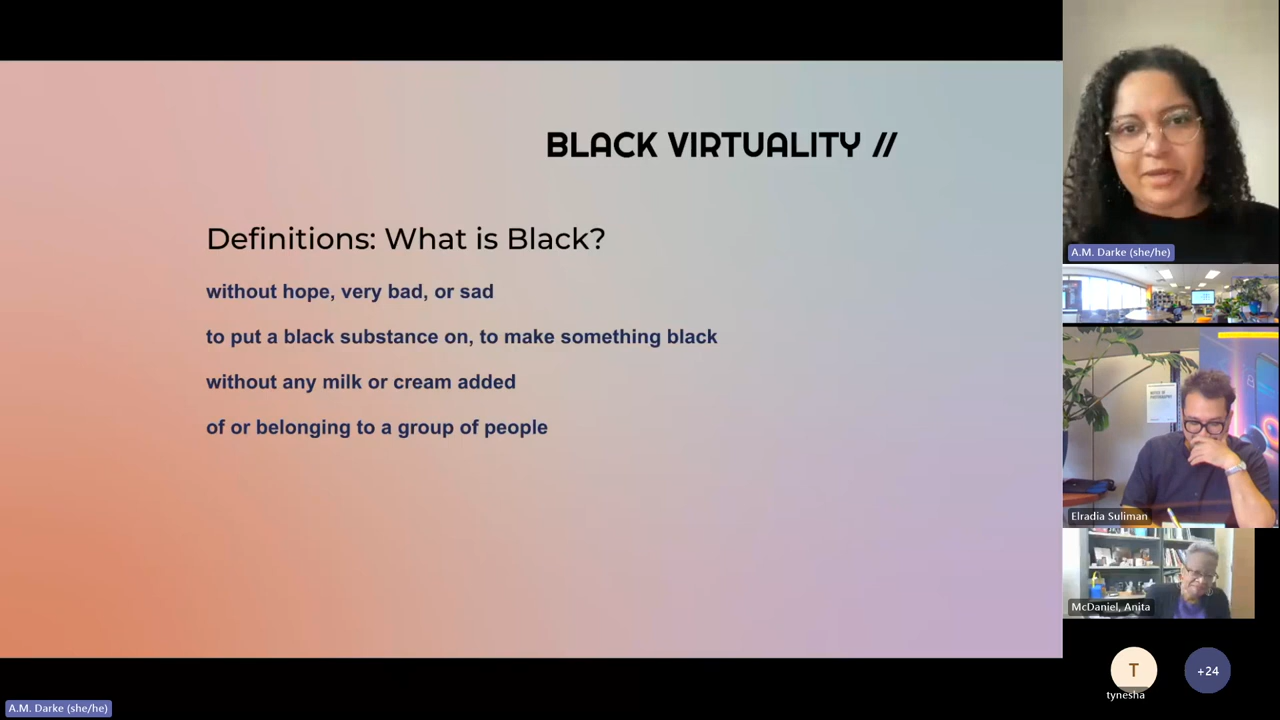 BLACK VIRTUALITY //
Definitions: What is Black?
without hope, very bad, or sad
to put a black substance on, to make something black
without any milk or cream added
of or belonging to a group of people
A.M. Darke (she/he)
A.M. Darke (she/he)
Elradia Suliman
McDaniel, Anita
T
tynesha
+24